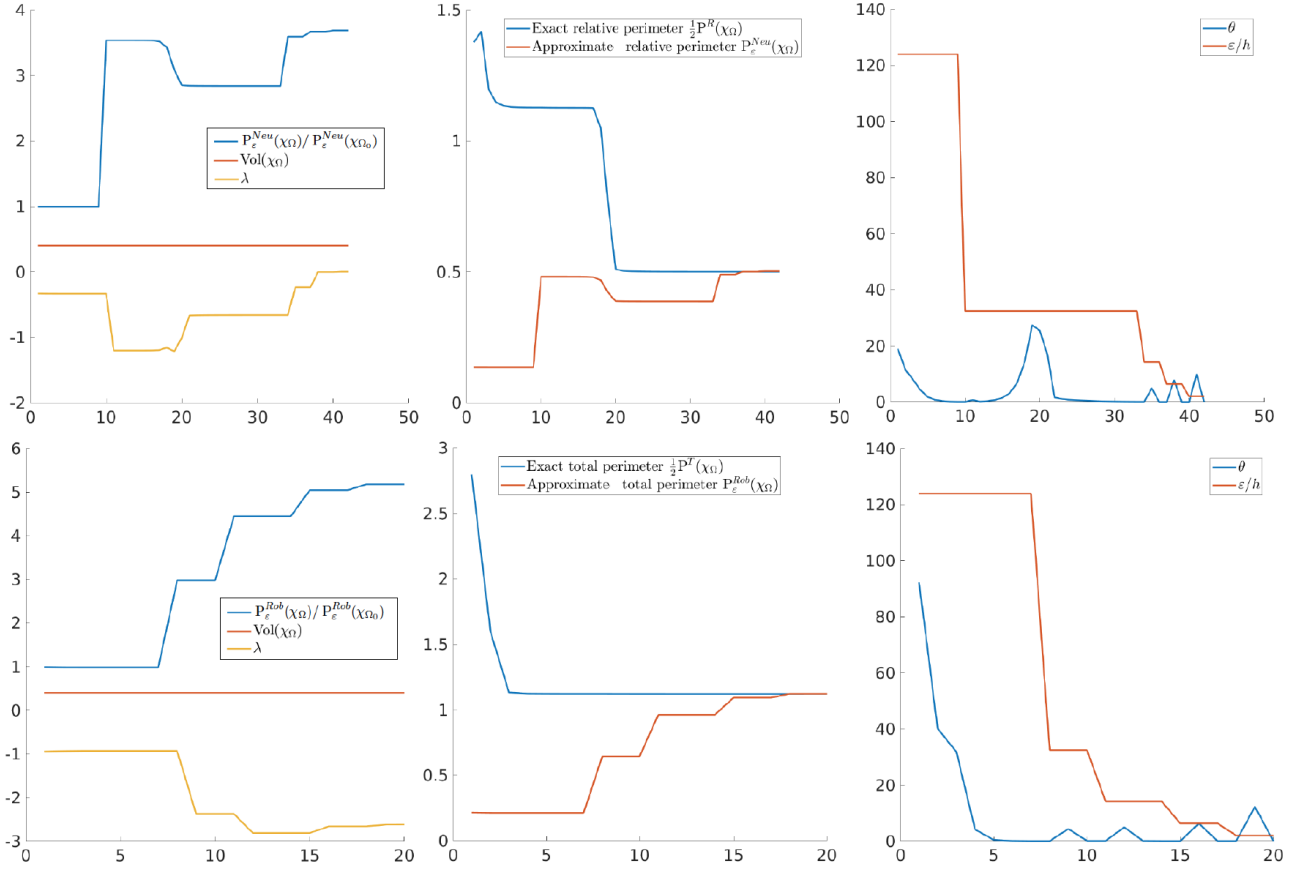 4
3
2
1
0
-1
-2
0 10 20 30 40 50
P_ε^{Neu}(χ_Ω)/ P_ε^{Neu}(χ_{Ω_0})
Vol(χ_Ω)
λ
1.5
1
0.5
0
0 10 20 30 40 50
Exact relative perimeter ½P^R(χ_Ω)
Approximate relative perimeter P_ε^{Neu}(χ_Ω)
140
120
100
80
60
40
20
0
0 10 20 30 40 50
θ
ε/h
6
5
4
3
2
1
0
-1
-2
-3
0 5 10 15 20
P_ε^{Rob}(χ_Ω)/ P_ε^{Rob}(χ_{Ω_0})
Vol(χ_Ω)
λ
3
2.5
2
1.5
1
0.5
0
0 5 10 15 20
Exact total perimeter ½P^T(χ_Ω)
Approximate total perimeter P_ε^{Rob}(χ_Ω)
140
120
100
80
60
40
20
0
0 5 10 15 20
θ
ε/h